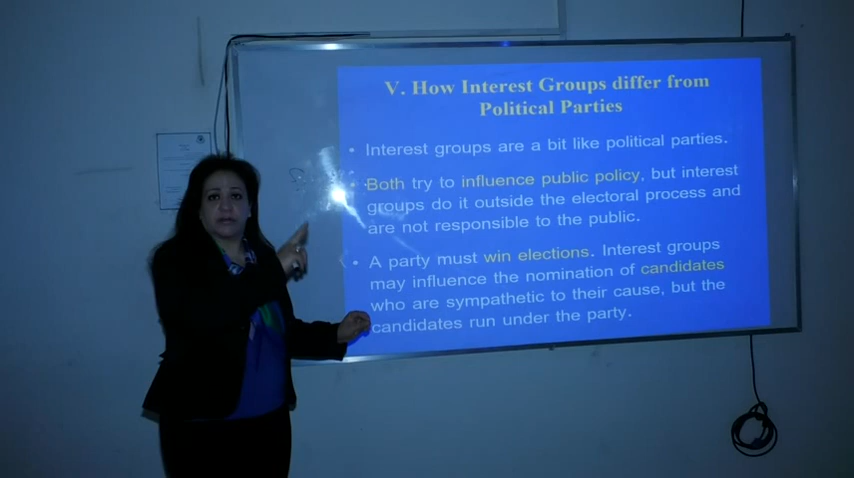 V. How Interest Groups differ from
Political Parties
• Interest groups are a bit like political parties.
• Both try to influence public policy, but interest
groups do it outside the electoral process and
are not responsible to the public.
• A party must win elections. Interest groups
may influence the nomination of candidates
who are sympathetic to their cause, but the
candidates run under the party.